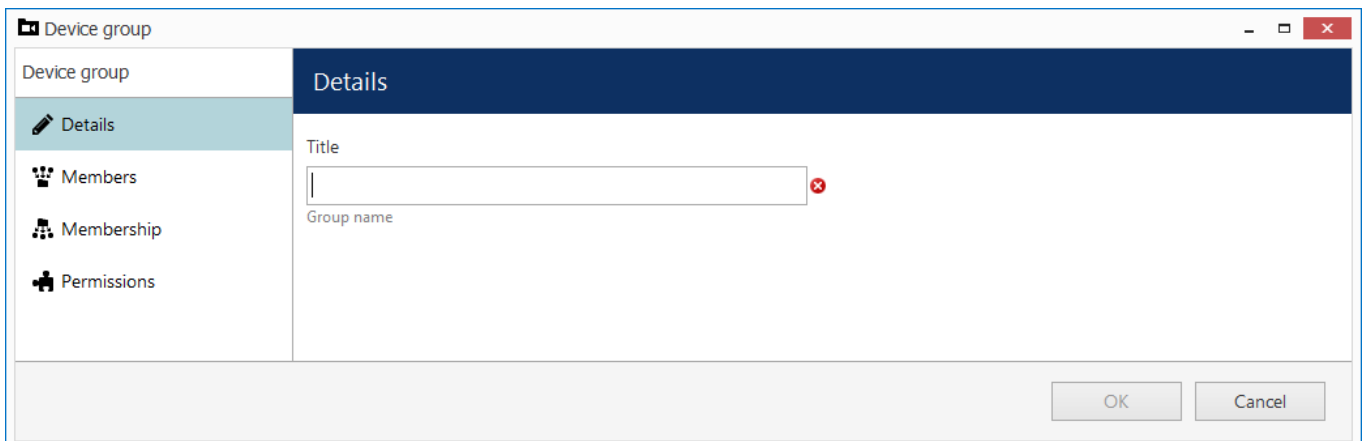 Device group
Device group
Details
Details
Members
Membership
Permissions
Title
Group name
OK
Cancel